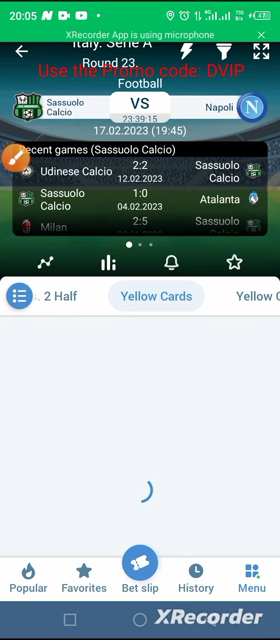 20:05
XRecorder App is using microphone
Italy. Serie A
Round 23.
Use the Promo code: DVIP
Football
Sassuolo Calcio
VS
23:39:15
Napoli
17.02.2023 (19:45)
Recent games (Sassuolo Calcio)
Udinese Calcio
2:2
12.02.2023
Sassuolo Calcio
Sassuolo Calcio
1:0
04.02.2023
Atalanta
Milan
2:5
Sassuolo
2 Half
Yellow Cards
Yellow C
Popular
Favorites
Bet slip
History
Menu
XRecorder